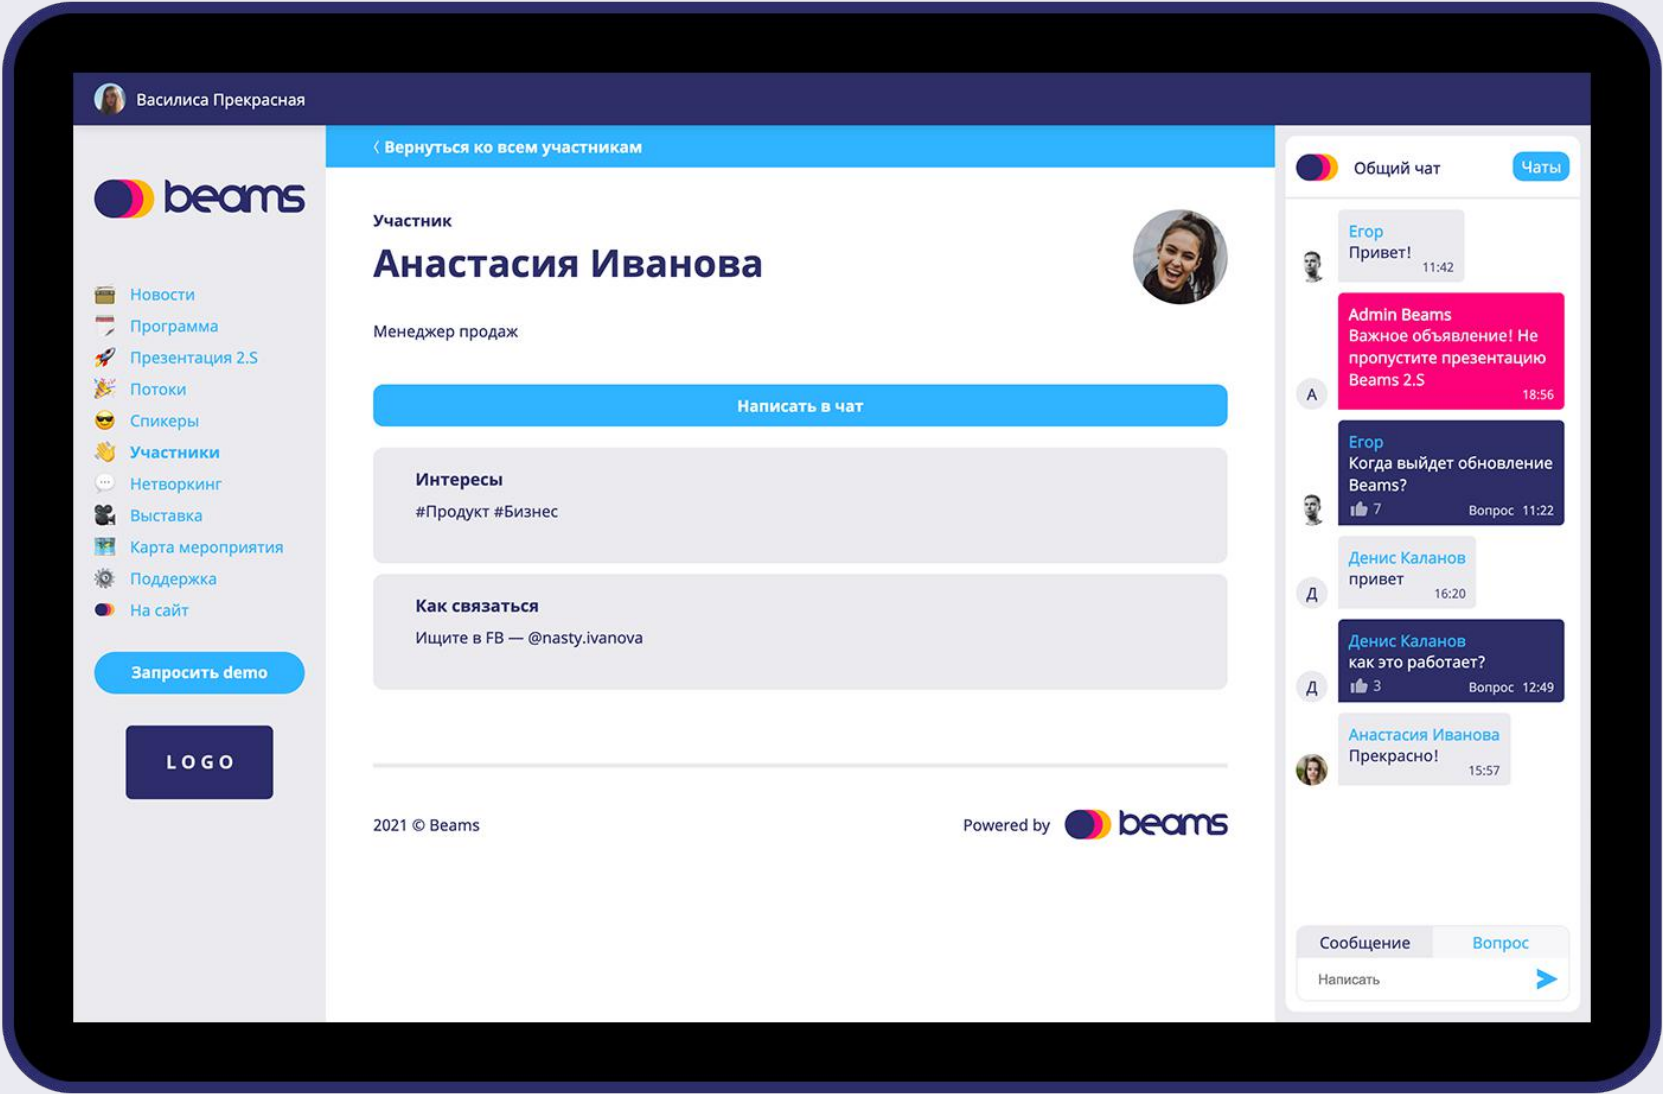 Василиса Прекрасная
beams
Новости
Программа
Презентация 2.S
Потоки
Спикеры
Участники
Нетворкинг
Выставка
Карта мероприятия
Поддержка
На сайт
Запросить demo
LOGO
Вернуться ко всем участникам
Участник
Анастасия Иванова
Менеджер продаж
Написать в чат
Интересы
#Продукт #Бизнес
Как связаться
Ищите в FB — @nasty.ivanova
2021 © Beams
Powered by beams
Общий чат
Чаты
Егор
Привет!
11:42
Admin Beams
Важное объявление! Не
пропустите презентацию
Beams 2.S
18:56
А
Егор
Когда выйдет обновление
Beams?
7 Вопрос 11:22
Денис Каланов
привет
16:20
Д
Денис Каланов
как это работает?
3 Вопрос 12:49
Д
Анастасия Иванова
Прекрасно!
15:57
Сообщение
Вопрос
Написать